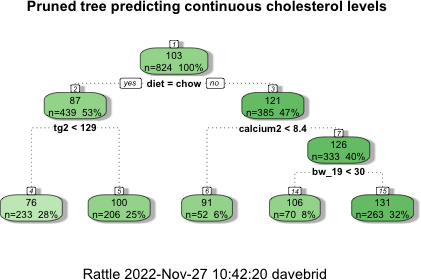 Pruned tree predicting continuous cholesterol levels
1
103
n=824 100%
yes diet = chow no
2
87
n=439 53%
3
121
n=385 47%
tg2 < 129
calcium2 < 8.4
7
126
n=333 40%
bw_19 < 30
4
76
n=233 28%
5
100
n=206 25%
6
91
n=52 6%
14
106
n=70 8%
15
131
n=263 32%
Rattle 2022-Nov-27 10:42:20 davebrid